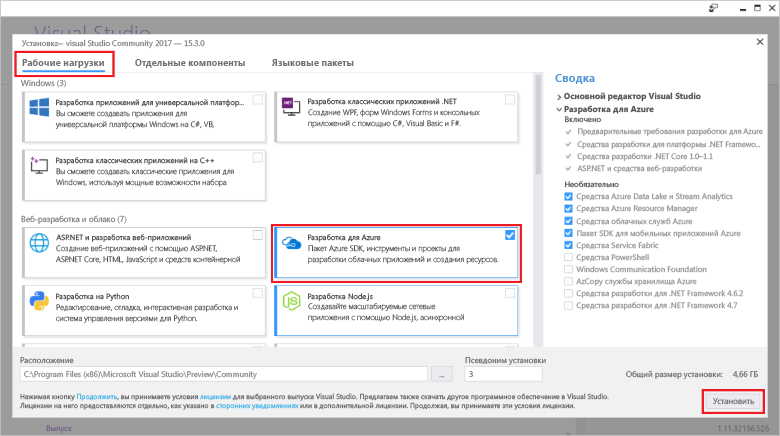 Visual Studio
Установка– visual Studio Community 2017 — 15.3.0
Рабочие нагрузки
Отдельные компоненты
Языковые пакеты
Windows (3)
Разработка приложений для универсальной платфор...
Вы сможете создавать приложения для
универсальной платформы Windows на C#, VB,
Разработка классических приложений .NET
Создание WPF, форм Windows Forms и консольных
приложений с помощью C#, Visual Basic и F#.
Разработка классических приложений на C++
Вы сможете создавать классические приложения для
Windows, используя мощные возможности набора
Веб-разработка и облако (7)
ASP.NET и разработка веб-приложений
Создание веб-приложений с помощью ASP.NET,
ASP.NET Core, HTML, JavaScript и средств контейнерной
Разработка для Azure
Пакет Azure SDK, инструменты и проекты для
разработки облачных приложений и создания ресурсов.
Разработка на Python
Редактирование, отладка, интерактивная разработка и
система управления версиями для Python.
Разработка Node.js
Создавайте масштабируемые сетевые
приложения с помощью Node.js, асинхронной
Сводка
Основной редактор Visual Studio
Разработка для Azure
Включено
Предварительные требования разработки для Azure
Средства разработки для платформы .NET Framewo...
Средства разработки .NET Core 1.0–1.1
ASP.NET и средства веб-разработки
Необязательно
Средства Azure Data Lake и Stream Analytics
Средства Azure Resource Manager
Средства облачных служб Azure
Пакет SDK для мобильных приложений Azure
Средства Service Fabric
Средства PowerShell
Windows Communication Foundation
AzCopy службы хранилища Azure
Средства разработки для .NET Framework 4.6.2
Средства разработки для .NET Framework 4.7
Расположение
C:\Program Files (x86)\Microsoft Visual Studio\Preview\Community
...
Псевдоним установки
3
Общий размер установки: 4,66 ГБ
Нажимая кнопку Продолжить, вы принимаете условия лицензии для выбранного выпуска Visual Studio. Предлагаем также скачать другое программное обеспечение в Visual Studio.
Лицензии на него предоставляются отдельно, как указано в сторонних уведомлениях или в дополнительной лицензии. Продолжая, вы принимаете эти условия лицензии.
Установить
Выпуск
1.11.32156.526